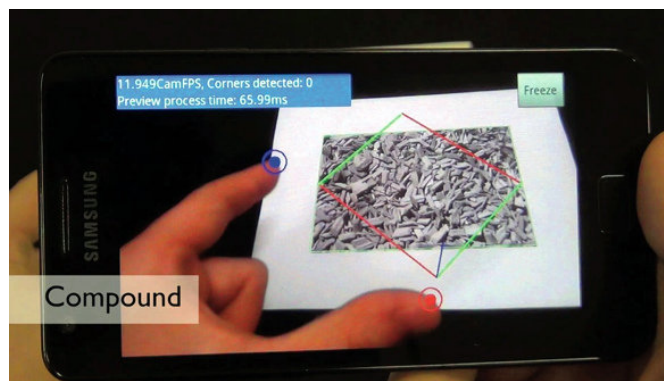 11.949CamFPS, Corners detected: 0
Preview process time: 65.99ms
Freeze
SAMSUNG
Compound